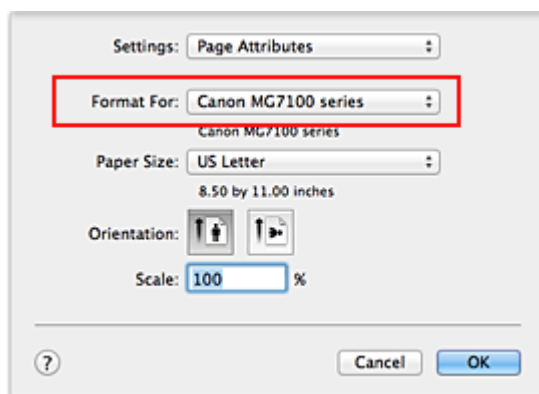 Settings: Page Attributes
Format For: Canon MG7100 series
Canon MG7100 series
Paper Size: US Letter
8.50 by 11.00 inches
Orientation:
Scale: 100 %
? Cancel OK